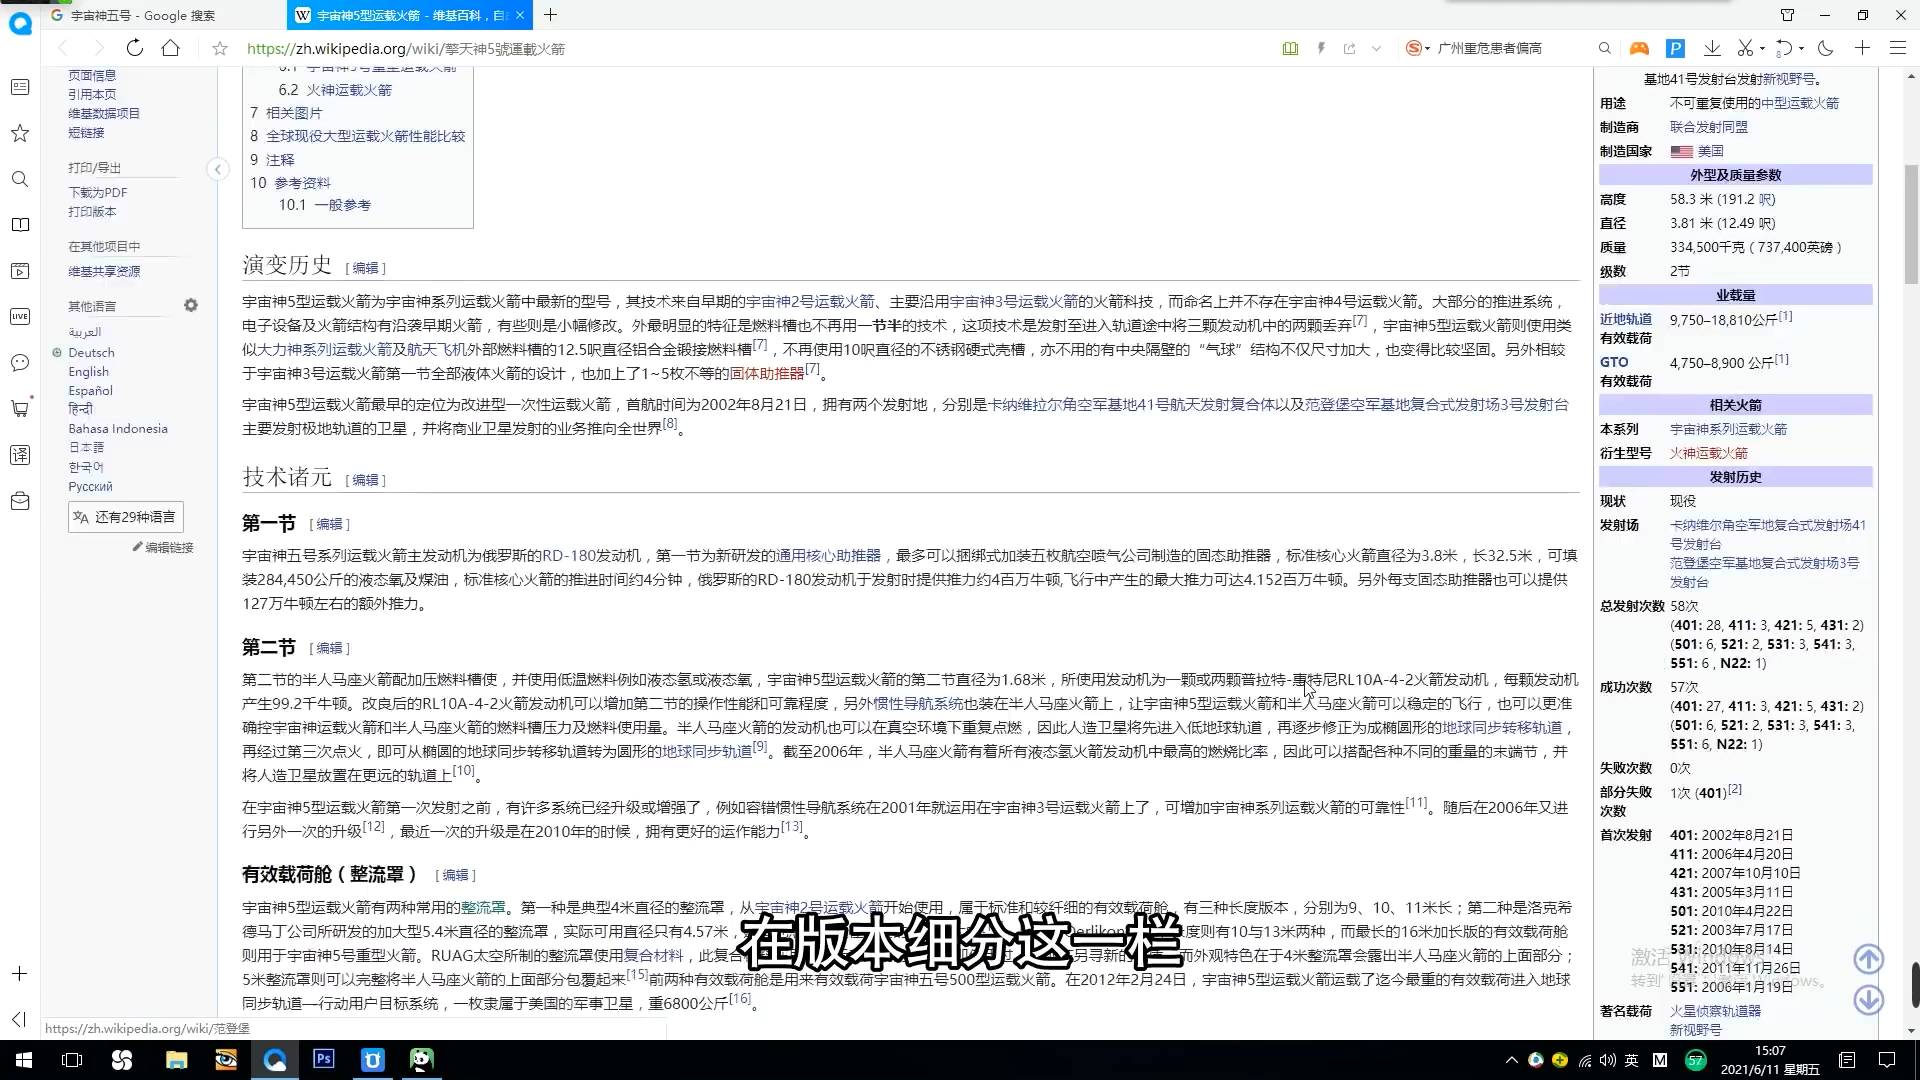 宇宙神五号 - Google 搜索
宇宙神5型运载火箭 - 维基百科，自
https://zh.wikipedia.org/wiki/擎天神5號運載火箭
广州重危患者偏高
页面信息
引用本页
维基数据项目
短链接
打印/导出
下载为PDF
打印版本
在其他项目中
维基共享资源
其他语言
العربية
Deutsch
English
Español
हिन्दी
Bahasa Indonesia
日本語
한국어
Русский
还有29种语言
编辑链接
6.1 宇宙神5号重型运载火箭
6.2 火神运载火箭
7 相关图片
8 全球现役大型运载火箭性能比较
9 注释
10 参考资料
10.1 一般参考
演变历史 [编辑]
宇宙神5型运载火箭为宇宙神系列运载火箭中最新的型号，其技术来自早期的宇宙神2号运载火箭、主要沿用宇宙神3号运载火箭的火箭科技，而命名上并不存在宇宙神4号运载火箭。大部分的推进系统，
电子设备及火箭结构有沿袭早期火箭，有些则是小幅修改。外最明显的特征是燃料槽也不再用一节半的技术，这项技术是发射至进入轨道途中将三颗发动机中的两颗丢弃[7]，宇宙神5型运载火箭则使用类
似大力神系列运载火箭及航天飞机外部燃料槽的12.5呎直径铝合金锻接燃料槽[7]，不再使用10呎直径的不锈钢硬式壳槽，亦不用的有中央隔壁的“气球”结构不仅尺寸加大，也变得比较坚固。另外相较
于宇宙神3号运载火箭第一节全部液体火箭的设计，也加上了1~5枚不等的固体助推器[7]。
宇宙神5型运载火箭最早的定位为改进型一次性运载火箭，首航时间为2002年8月21日，拥有两个发射地，分别是卡纳维拉尔角空军基地41号航天发射复合体以及范登堡空军基地复合式发射场3号发射台
主要发射极地轨道的卫星，并将商业卫星发射的业务推向全世界[8]。
技术诸元 [编辑]
第一节 [编辑]
宇宙神五号系列运载火箭主发动机为俄罗斯的RD-180发动机，第一节为新研发的通用核心助推器，最多可以捆绑式加装五枚航空喷气公司制造的固态助推器，标准核心火箭直径为3.8米，长32.5米，可填
装284,450公斤的液态氧及煤油，标准核心火箭的推进时间约4分钟，俄罗斯的RD-180发动机于发射时提供推力约4百万牛顿,飞行中产生的最大推力可达4.152百万牛顿。另外每支固态助推器也可以提供
127万牛顿左右的额外推力。
第二节 [编辑]
第二节的半人马座火箭配加压燃料槽使，并使用低温燃料例如液态氢或液态氧，宇宙神5型运载火箭的第二节直径为1.68米，所使用发动机为一颗或两颗普拉特-惠特尼RL10A-4-2火箭发动机，每颗发动机
产生99.2千牛顿。改良后的RL10A-4-2火箭发动机可以增加第二节的操作性能和可靠程度，另外惯性导航系统也装在半人马座火箭上，让宇宙神5型运载火箭和半人马座火箭可以稳定的飞行，也可以更准
确控宇宙神运载火箭和半人马座火箭的燃料槽压力及燃料使用量。半人马座火箭的发动机也可以在真空环境下重复点燃，因此人造卫星将先进入低地球轨道，再逐步修正为成椭圆形的地球同步转移轨道，
再经过第三次点火，即可从椭圆的地球同步转移轨道转为圆形的地球同步轨道[9]。截至2006年，半人马座火箭有着所有液态氢火箭发动机中最高的燃烧比率，因此可以搭配各种不同的重量的末端节，并
将人造卫星放置在更远的轨道上[10]。
在宇宙神5型运载火箭第一次发射之前，有许多系统已经升级或增强了，例如容错惯性导航系统在2001年就运用在宇宙神3号运载火箭上了，可增加宇宙神系列运载火箭的可靠性[11]。随后在2006年又进
行另外一次的升级[12]，最近一次的升级是在2010年的时候，拥有更好的运作能力[13]。
有效载荷舱（整流罩） [编辑]
宇宙神5型运载火箭有两种常用的整流罩。第一种是典型4米直径的整流罩，从宇宙神2号运载火箭开始使用，属于标准和较纤细的有效载荷舱，有三种长度版本，分别为9、10、11米长；第二种是洛克希
德马丁公司所研发的加大型5.4米直径的整流罩，实际可用直径只有4.57米，
度则有10与13米两种，而最长的16米加长版的有效载荷舱
则用于宇宙神5号重型火箭。RUAG太空所制的整流罩使用复合材料，此复合
而外观特色在于4米整流罩会露出半人马座火箭的上面部分；
5米整流罩则可以完整将半人马座火箭的上面部分包覆起来[15]前两种有效载荷舱是用来有效载荷宇宙神五号500型运载火箭。在2012年2月24日，宇宙神5型运载火箭运载了迄今最重的有效载荷进入地球
同步轨道—行动用户目标系统，一枚隶属于美国的军事卫星，重6800公斤[16]。
在版本细分这一栏
基地41号发射台发射新视野号。
用途 不可重复使用的中型运载火箭
制造商 联合发射同盟
制造国家 美国
外型及质量参数
高度 58.3 米 (191.2 呎)
直径 3.81 米 (12.49 呎)
质量 334,500千克（737,400英磅）
级数 2节
业载量
近地轨道有效载荷 9,750–18,810公斤[1]
GTO有效载荷 4,750–8,900 公斤[1]
相关火箭
本系列 宇宙神系列运载火箭
衍生型号 火神运载火箭
发射历史
现状 现役
发射场 卡纳维尔角空军地复合式发射场41
号发射台
范登堡空军基地复合式发射场3号
发射台
总发射次数 58次
(401: 28, 411: 3, 421: 5, 431: 2)
(501: 6, 521: 2, 531: 3, 541: 3,
551: 6 , N22: 1)
成功次数 57次
(401: 27, 411: 3, 421: 5, 431: 2)
(501: 6, 521: 2, 531: 3, 541: 3,
551: 6, N22: 1)
失败次数 0次
部分失败次数 1次 (401)[2]
首次发射 401: 2002年8月21日
411: 2006年4月20日
421: 2007年10月10日
431: 2005年3月11日
501: 2010年4月22日
521: 2003年7月17日
531: 2010年8月14日
541: 2011年11月26日
551: 2006年1月19日
著名载荷 火星侦察轨道器
新视野号
https://zh.wikipedia.org/wiki/范登堡
英
57
15:07
2021/6/11 星期五